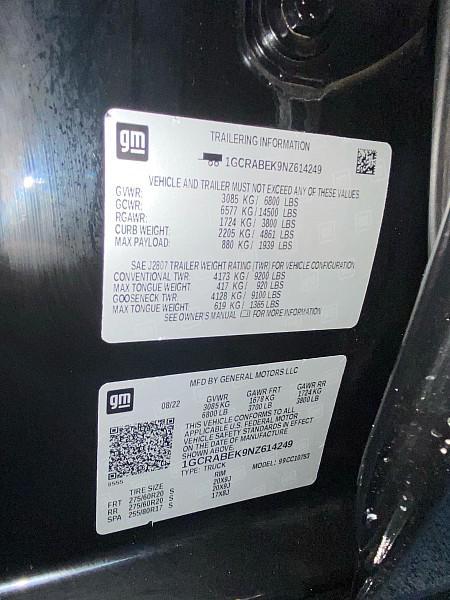 gm
TRAILERING INFORMATION
1GCRABEK9NZ614249
VEHICLE AND TRAILER MUST NOT EXCEED ANY OF THESE VALUES
GVWR: 3085 KG/ 6800 LBS
GCWR: 6577 KG/ 14500 LBS
RGAWR: 1724 KG/ 3800 LBS
CURB WEIGHT: 2205 KG/ 4861 LBS
MAX PAYLOAD: 880 KG/ 1939 LBS
SAE J2807 TRAILER WEIGHT RATING (TWR) FOR VEHICLE CONFIGURATION
CONVENTIONAL TWR: 4173 KG/ 9200 LBS
MAX TONGUE WEIGHT: 417 KG/ 920 LBS
GOOSENECK TWR: 4128 KG/ 9100 LBS
MAX TONGUE WEIGHT: 619 KG/ 1365 LBS
SEE OWNER'S MANUAL FOR MORE INFORMATION
gm
MFD BY GENERAL MOTORS LLC
08/22 GVWR GAWR FRT GAWR RR
3085 KG 1678 KG 1724 KG
6800 LB 3700 LB 3800 LB
THIS VEHICLE CONFORMS TO ALL
APPLICABLE U.S. FEDERAL MOTOR
VEHICLE SAFETY STANDARDS IN EFFECT
ON THE DATE OF MANUFACTURE
1GCRABEK9NZ614249
TYPE: TRUCK MODEL:
TIRE SIZE RIM
FRT 275/60R20 S 20X9J
RR 275/60R20 S 20X9J
SPA 255/80R17 S 17X8J